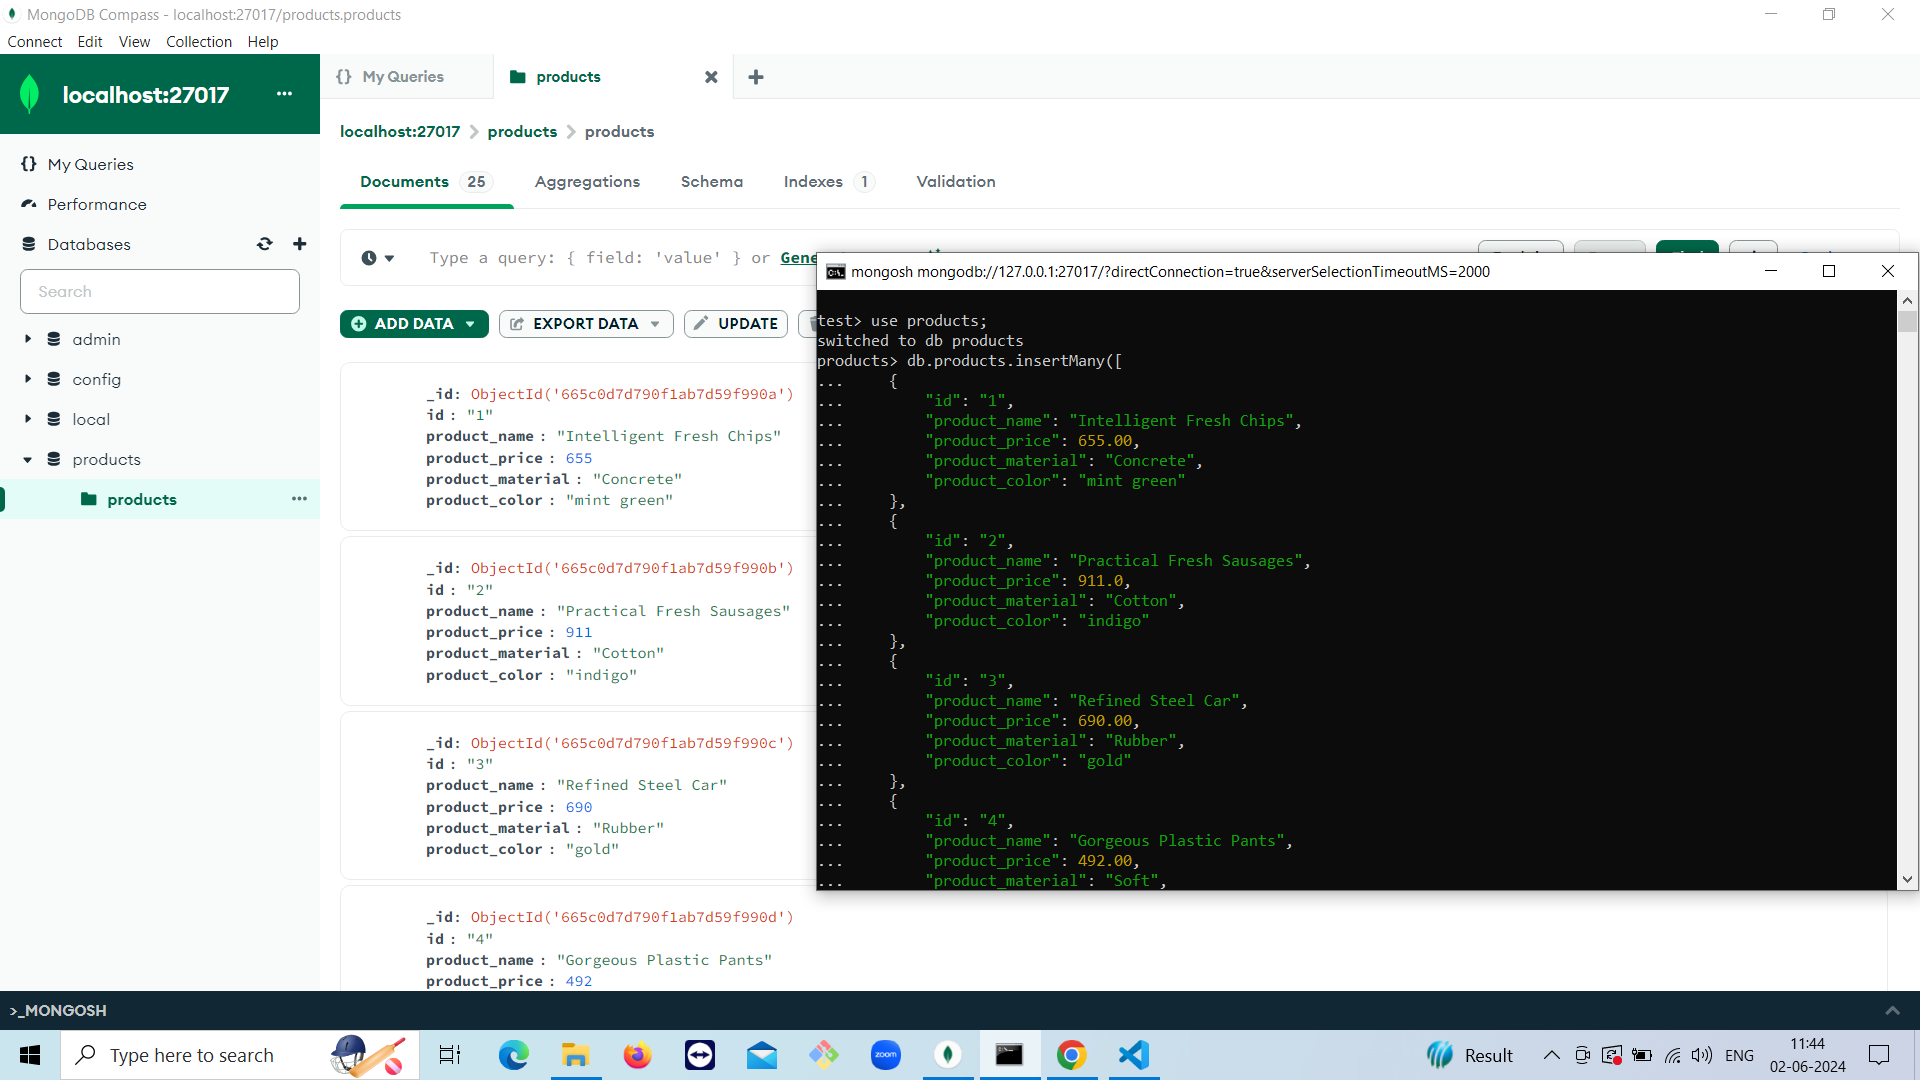 MongoDB Compass - localhost:27017/products.products
Connect Edit View Collection Help
localhost:27017 ...
{} My Queries
products
localhost:27017 > products > products
{} My Queries
Performance
Databases
Search
admin
config
local
products
products ...
Documents 25 Aggregations Schema Indexes 1 Validation
Type a query: { field: 'value' } or Gene
ADD DATA EXPORT DATA UPDATE
_id: ObjectId('665c0d7d790f1ab7d59f990a')
id : "1"
product_name : "Intelligent Fresh Chips"
product_price : 655
product_material : "Concrete"
product_color : "mint green"
_id: ObjectId('665c0d7d790f1ab7d59f990b')
id : "2"
product_name : "Practical Fresh Sausages"
product_price : 911
product_material : "Cotton"
product_color : "indigo"
_id: ObjectId('665c0d7d790f1ab7d59f990c')
id : "3"
product_name : "Refined Steel Car"
product_price : 690
product_material : "Rubber"
product_color : "gold"
_id: ObjectId('665c0d7d790f1ab7d59f990d')
id : "4"
product_name : "Gorgeous Plastic Pants"
product_price : 492
mongosh mongodb://127.0.0.1:27017/?directConnection=true&serverSelectionTimeoutMS=2000
test> use products;
switched to db products
products> db.products.insertMany([
... {
... "id": "1",
... "product_name": "Intelligent Fresh Chips",
... "product_price": 655.00,
... "product_material": "Concrete",
... "product_color": "mint green"
... },
... {
... "id": "2",
... "product_name": "Practical Fresh Sausages",
... "product_price": 911.0,
... "product_material": "Cotton",
... "product_color": "indigo"
... },
... {
... "id": "3",
... "product_name": "Refined Steel Car",
... "product_price": 690.00,
... "product_material": "Rubber",
... "product_color": "gold"
... },
... {
... "id": "4",
... "product_name": "Gorgeous Plastic Pants",
... "product_price": 492.00,
... "product_material": "Soft",
>_MONGOSH
Type here to search
zoom
Result
ENG
11:44
02-06-2024